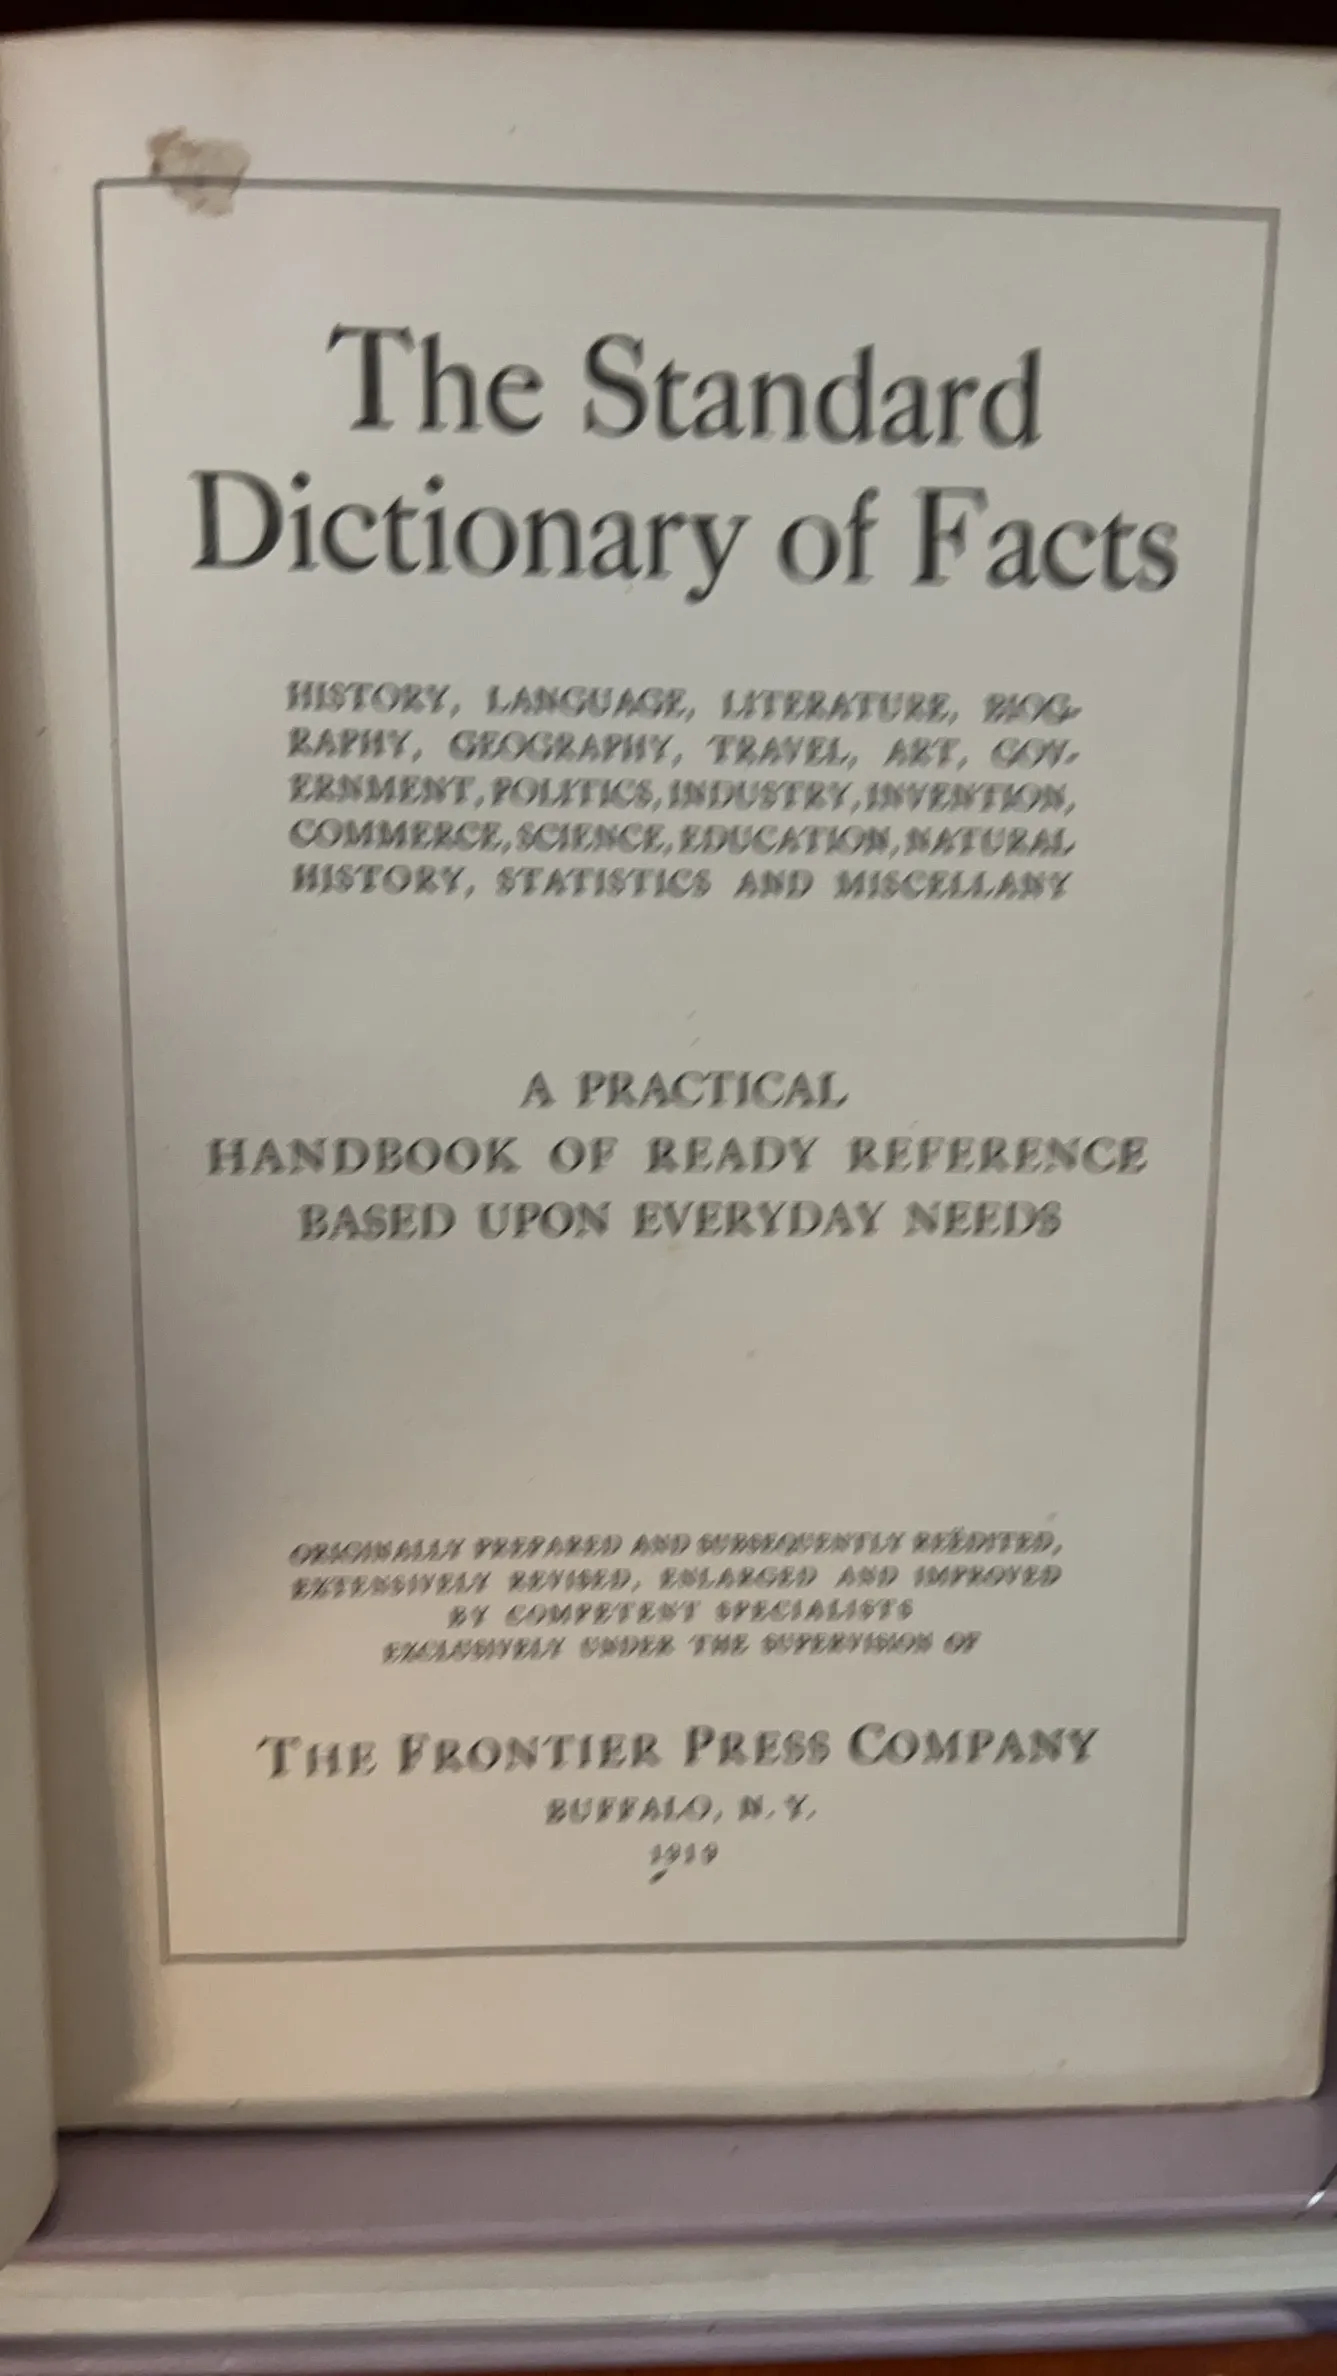 The Standard
Dictionary of Facts
HISTORY, LANGUAGE, LITERATURE, BIOG-
RAPHY, GEOGRAPHY, TRAVEL, ART, GOV-
ERNMENT, POLITICS, INDUSTRY, INVENTION,
COMMERCE, SCIENCE, EDUCATION, NATURAL
HISTORY, STATISTICS AND MISCELLANY
A PRACTICAL
HANDBOOK OF READY REFERENCE
BASED UPON EVERYDAY NEEDS
ORIGINALLY PREPARED AND SUBSEQUENTLY REËDITED,
EXTENSIVELY REVISED, ENLARGED AND IMPROVED
BY COMPETENT SPECIALISTS
EXCLUSIVELY UNDER THE SUPERVISION OF
THE FRONTIER PRESS COMPANY
BUFFALO, N. Y.
1919